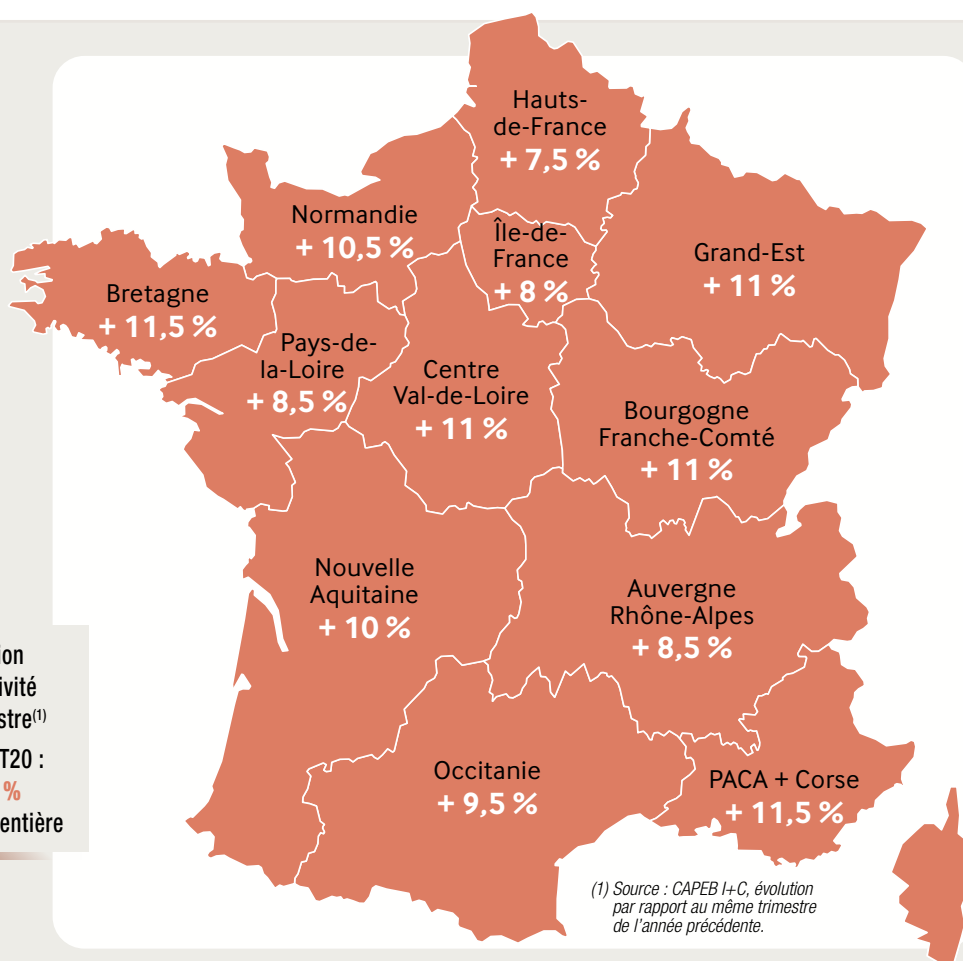 Hauts-
de-France
+ 7,5 %
Normandie
+ 10,5 %
Île-de-
France
+ 8 %
Grand-Est
+ 11 %
Bretagne
+ 11,5 %
Pays-de-
la-Loire
+ 8,5 %
Centre
Val-de-Loire
+ 11 %
Bourgogne
Franche-Comté
+ 11 %
Nouvelle
Aquitaine
+ 10 %
Auvergne
Rhône-Alpes
+ 8,5 %
Occitanie
+ 9,5 %
PACA + Corse
+ 11,5 %
T20 :
%
entière
(1) Source : CAPEB I+C, évolution
par rapport au même trimestre
de l'année précédente.